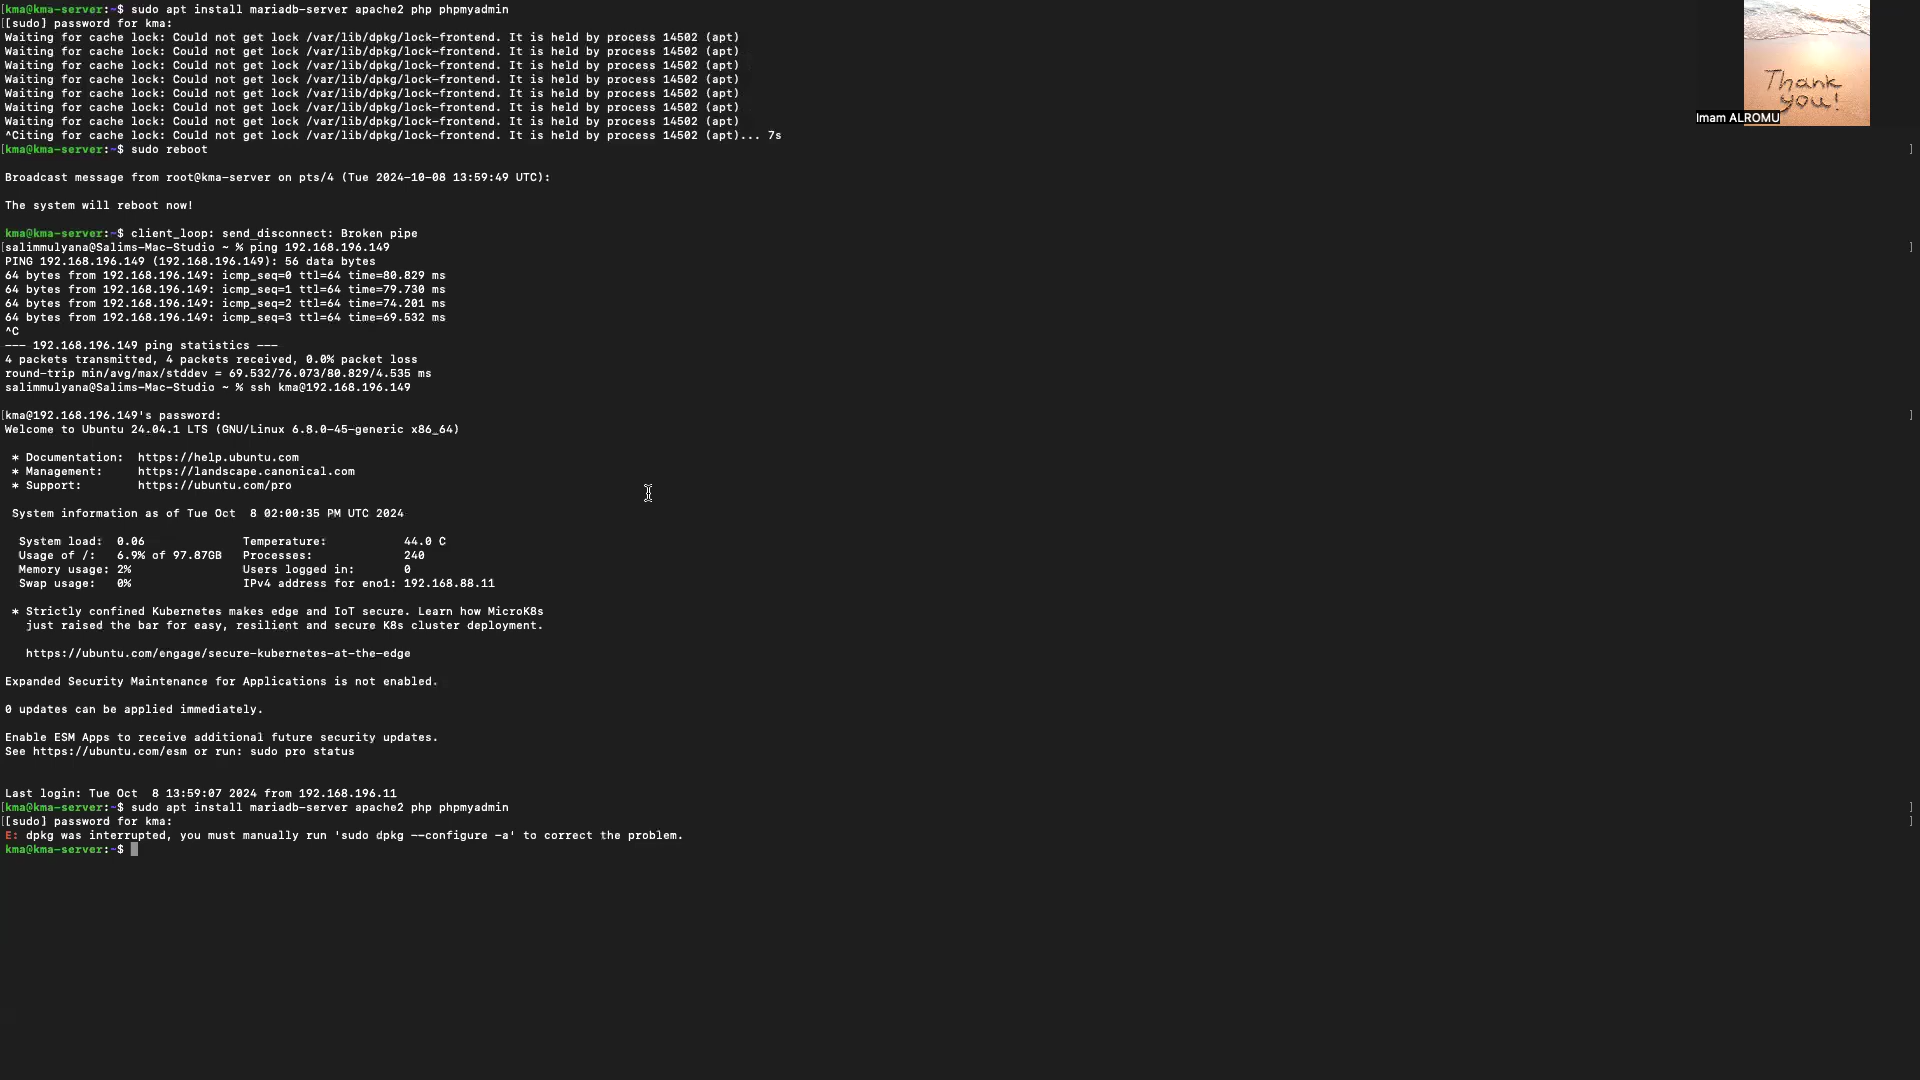 [kma@kma-server:~$ sudo apt install mariadb-server apache2 php phpmyadmin
[[sudo] password for kma:
Waiting for cache lock: Could not get lock /var/lib/dpkg/lock-frontend. It is held by process 14502 (apt)
Waiting for cache lock: Could not get lock /var/lib/dpkg/lock-frontend. It is held by process 14502 (apt)
Waiting for cache lock: Could not get lock /var/lib/dpkg/lock-frontend. It is held by process 14502 (apt)
Waiting for cache lock: Could not get lock /var/lib/dpkg/lock-frontend. It is held by process 14502 (apt)
Waiting for cache lock: Could not get lock /var/lib/dpkg/lock-frontend. It is held by process 14502 (apt)
Waiting for cache lock: Could not get lock /var/lib/dpkg/lock-frontend. It is held by process 14502 (apt)
Waiting for cache lock: Could not get lock /var/lib/dpkg/lock-frontend. It is held by process 14502 (apt)
^Citing for cache lock: Could not get lock /var/lib/dpkg/lock-frontend. It is held by process 14502 (apt)... 7s
[kma@kma-server:~$ sudo reboot ]
Broadcast message from root@kma-server on pts/4 (Tue 2024-10-08 13:59:49 UTC):
The system will reboot now!
kma@kma-server:~$ client_loop: send_disconnect: Broken pipe
[salimmulyana@Salims-Mac-Studio ~ % ping 192.168.196.149 ]
PING 192.168.196.149 (192.168.196.149): 56 data bytes
64 bytes from 192.168.196.149: icmp_seq=0 ttl=64 time=80.829 ms
64 bytes from 192.168.196.149: icmp_seq=1 ttl=64 time=79.730 ms
64 bytes from 192.168.196.149: icmp_seq=2 ttl=64 time=74.201 ms
64 bytes from 192.168.196.149: icmp_seq=3 ttl=64 time=69.532 ms
^C
--- 192.168.196.149 ping statistics ---
4 packets transmitted, 4 packets received, 0.0% packet loss
round-trip min/avg/max/stddev = 69.532/76.073/80.829/4.535 ms
salimmulyana@Salims-Mac-Studio ~ % ssh kma@192.168.196.149
[kma@192.168.196.149's password: ]
Welcome to Ubuntu 24.04.1 LTS (GNU/Linux 6.8.0-45-generic x86_64)
* Documentation: https://help.ubuntu.com
* Management: https://landscape.canonical.com
* Support: https://ubuntu.com/pro
System information as of Tue Oct  8 02:00:35 PM UTC 2024
System load: 0.06 Temperature: 44.0 C
Usage of /: 6.9% of 97.87GB Processes: 240
Memory usage: 2% Users logged in: 0
Swap usage: 0% IPv4 address for eno1: 192.168.88.11
* Strictly confined Kubernetes makes edge and IoT secure. Learn how MicroK8s
just raised the bar for easy, resilient and secure K8s cluster deployment.
https://ubuntu.com/engage/secure-kubernetes-at-the-edge
Expanded Security Maintenance for Applications is not enabled.
0 updates can be applied immediately.
Enable ESM Apps to receive additional future security updates.
See https://ubuntu.com/esm or run: sudo pro status
Last login: Tue Oct  8 13:59:07 2024 from 192.168.196.11
[kma@kma-server:~$ sudo apt install mariadb-server apache2 php phpmyadmin ]
[[sudo] password for kma: ]
E: dpkg was interrupted, you must manually run 'sudo dpkg --configure -a' to correct the problem.
kma@kma-server:~$
Thank
you!
Imam ALROMU